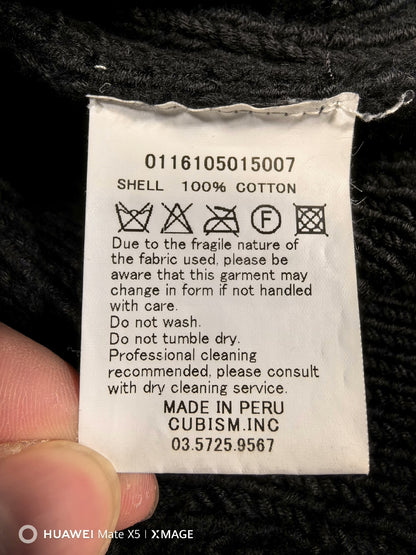 0116105015007
SHELL 100% COTTON
F
Due to the fragile nature of
the fabric used, please be
aware that this garment may
change in form if not handled
with care.
Do not wash.
Do not tumble dry.
Professional cleaning
recommended, please consult
with dry cleaning service.
MADE IN PERU
CUBISM.INC
03.5725.9567
HUAWEI Mate X5 | XMAGE